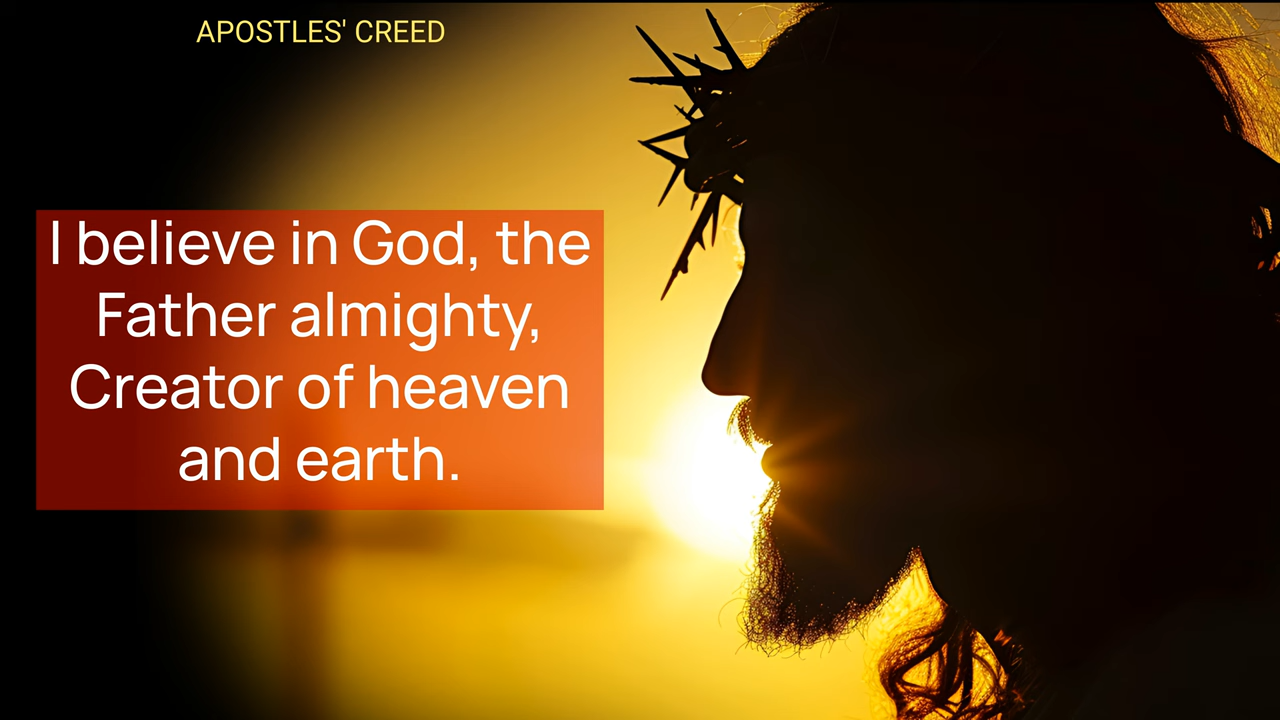 APOSTLES' CREED
I believe in God, the
Father almighty,
Creator of heaven
and earth.